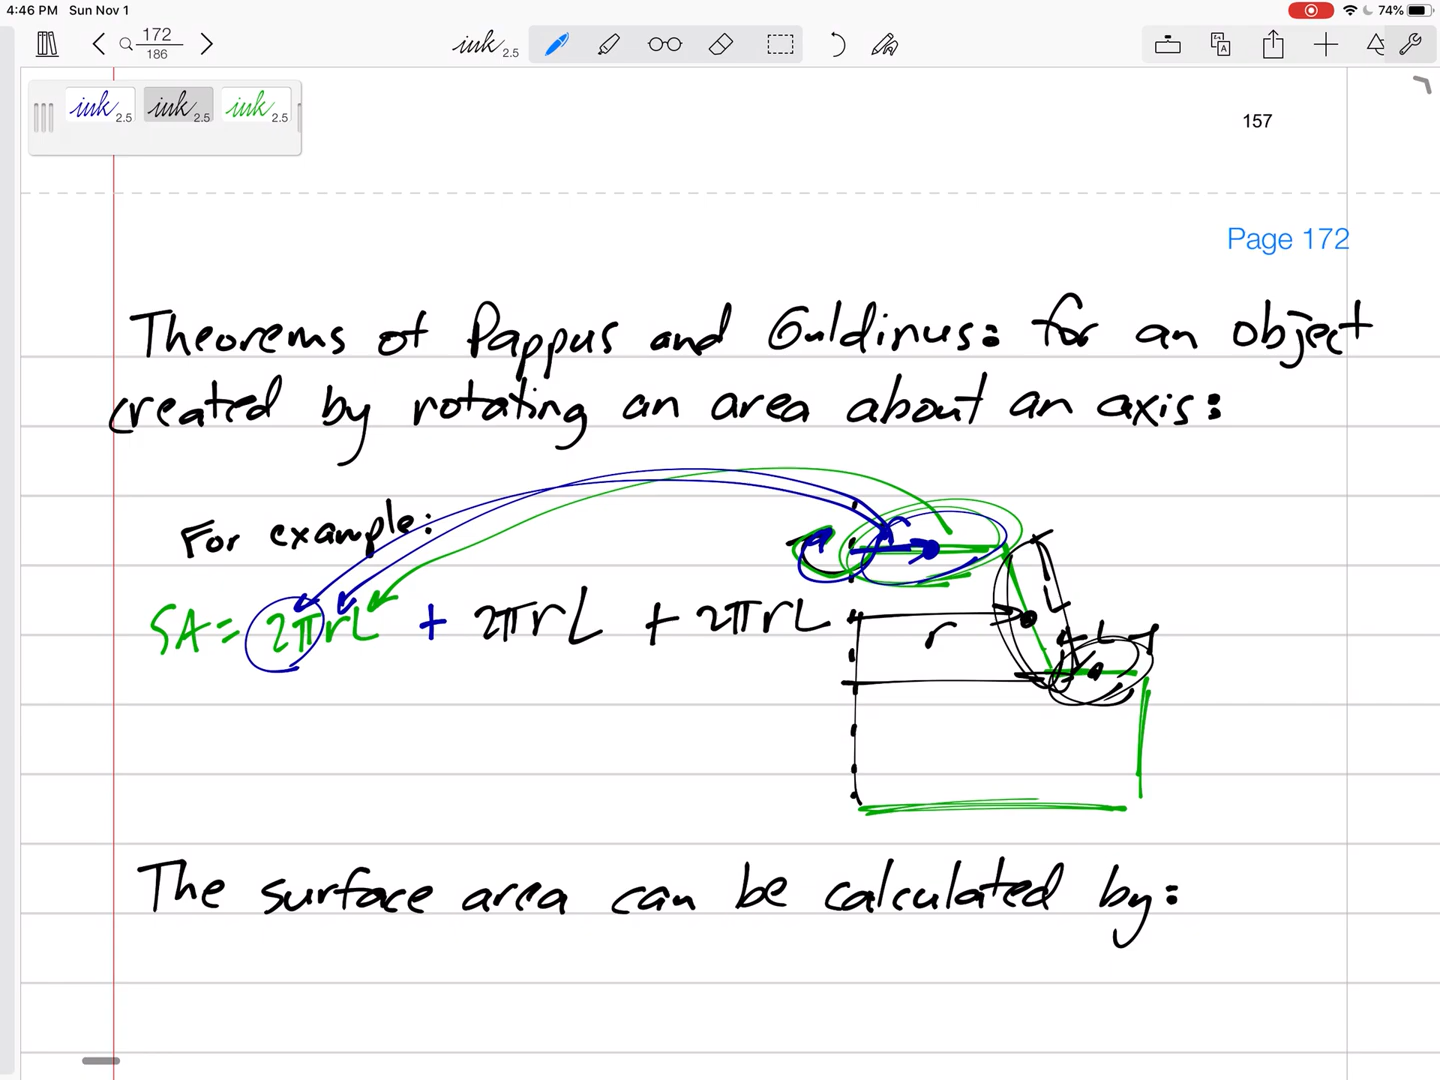 4:46 PM Sun Nov 1
74%
172
186
ink 2.5
ink 2.5 ink 2.5 ink 2.5
157
Page 172
Theorems of Pappus and Guldinus: for an object
created by rotating an area about an axis:
For example:
SA = 2πrL + 2πrL + 2πrL
r
L
L
The surface area can be calculated by: